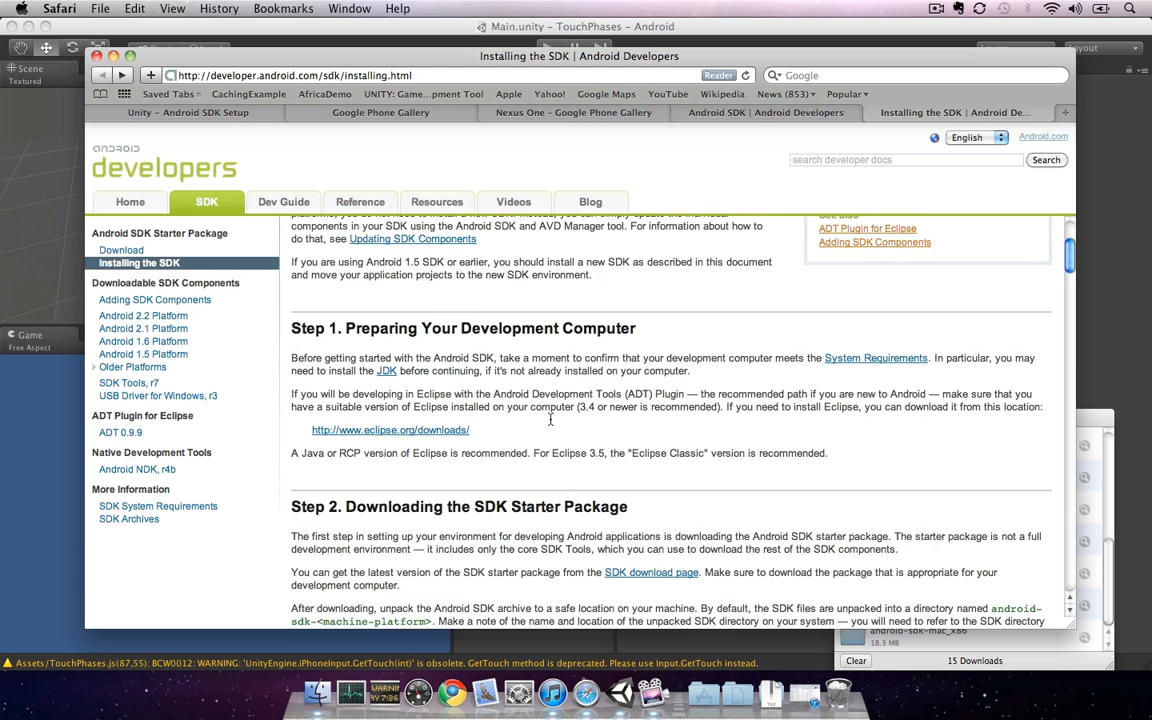 Safari File Edit View History Bookmarks Window Help
Main.unity – TouchPhases – Android
Layout
Scene
Textured
Installing the SDK | Android Developers
http://developer.android.com/sdk/installing.html Reader Google
Saved Tabs CachingExample AfricaDemo UNITY: Game...pment Tool Apple Yahoo! Google Maps YouTube Wikipedia News (853) Popular
Unity – Android SDK Setup Google Phone Gallery Nexus One – Google Phone Gallery Android SDK | Android Developers Installing the SDK | Android De...
English Android.com
ANDROID
developers
search developer docs Search
Home SDK Dev Guide Reference Resources Videos Blog
Android SDK Starter Package
Download
Installing the SDK
Downloadable SDK Components
Adding SDK Components
Android 2.2 Platform
Android 2.1 Platform
Android 1.6 Platform
Android 1.5 Platform
Older Platforms
SDK Tools, r7
USB Driver for Windows, r3
ADT Plugin for Eclipse
ADT 0.9.9
Native Development Tools
Android NDK, r4b
More Information
SDK System Requirements
SDK Archives
components in your SDK using the Android SDK and AVD Manager tool. For information about how to
do that, see Updating SDK Components
If you are using Android 1.5 SDK or earlier, you should install a new SDK as described in this document
and move your application projects to the new SDK environment.
See also
ADT Plugin for Eclipse
Adding SDK Components
Step 1. Preparing Your Development Computer
Before getting started with the Android SDK, take a moment to confirm that your development computer meets the System Requirements. In particular, you may
need to install the JDK before continuing, if it's not already installed on your computer.
If you will be developing in Eclipse with the Android Development Tools (ADT) Plugin — the recommended path if you are new to Android — make sure that you
have a suitable version of Eclipse installed on your computer (3.4 or newer is recommended). If you need to install Eclipse, you can download it from this location:
http://www.eclipse.org/downloads/
A Java or RCP version of Eclipse is recommended. For Eclipse 3.5, the "Eclipse Classic" version is recommended.
Step 2. Downloading the SDK Starter Package
The first step in setting up your environment for developing Android applications is downloading the Android SDK starter package. The starter package is not a full
development environment — it includes only the core SDK Tools, which you can use to download the rest of the SDK components.
You can get the latest version of the SDK starter package from the SDK download page. Make sure to download the package that is appropriate for your
development computer.
After downloading, unpack the Android SDK archive to a safe location on your machine. By default, the SDK files are unpacked into a directory named android-
sdk-<machine-platform>. Make a note of the name and location of the unpacked SDK directory on your system — you will need to refer to the SDK directory
Game
Free Aspect
android-sdk-mac_x86
18.3 MB
Clear 15 Downloads
Assets/TouchPhases.js(87,55): BCW0012: WARNING: 'UnityEngine.iPhoneInput.GetTouch(int)' is obsolete. GetTouch method is deprecated. Please use Input.GetTouch instead.